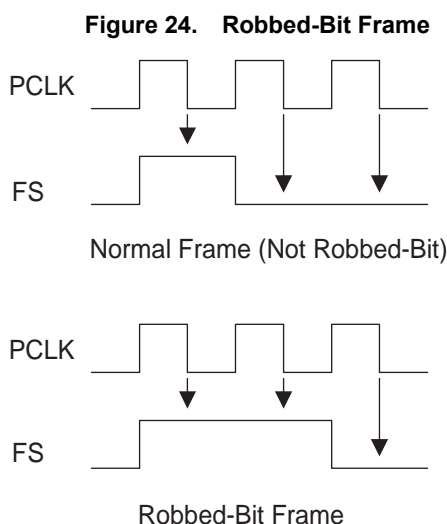 Figure 24. Robbed-Bit Frame
PCLK
FS
Normal Frame (Not Robbed-Bit)
PCLK
FS
Robbed-Bit Frame